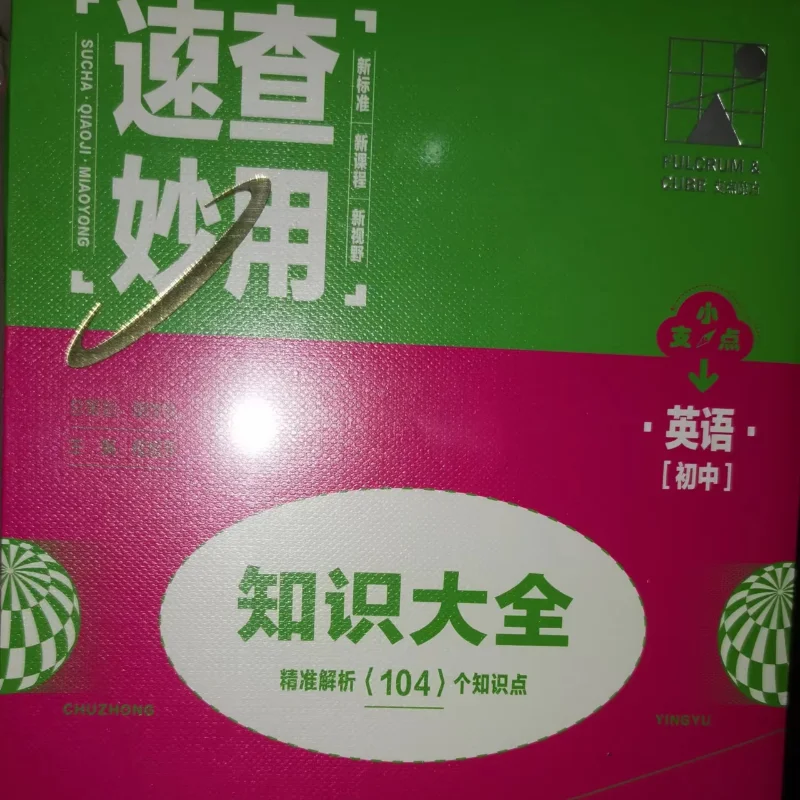 速查
妙用
SUCHA·QIAOJI·MIAOYONG
新标准 新课程 新视野
FULCRUM &
CUBE
小
支点
·英语·
[初中]
知识大全
精准解析〈104〉个知识点
CHUZHONG
YINGYU